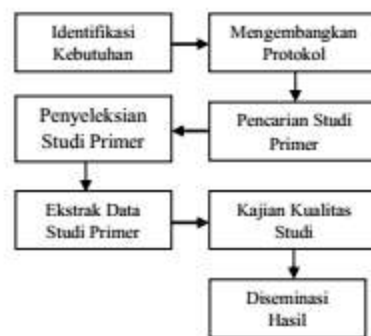 Identifikasi
Kebutuhan
Mengembangkan
Protokol
Pencarian Studi
Primer
Penyeleksian
Studi Primer
Ekstrak Data
Studi Primer
Kajian Kualitas
Studi
Diseminasi
Hasil